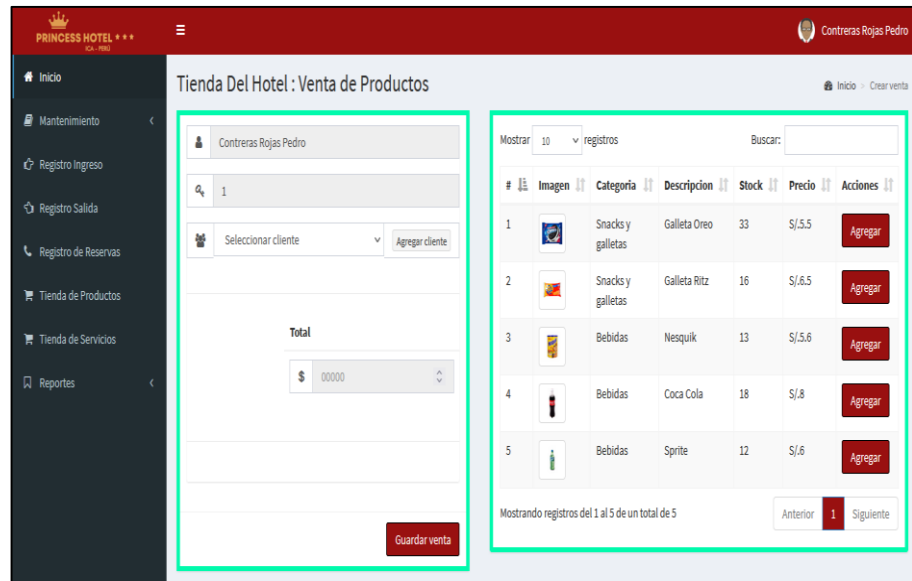 PRINCESS HOTEL ★ ★ ★
ICA - PERÚ
Contreras Rojas Pedro
Inicio
Mantenimiento
Registro Ingreso
Registro Salida
Registro de Reservas
Tienda de Productos
Tienda de Servicios
Reportes
Tienda Del Hotel : Venta de Productos
Inicio > Crear venta
Contreras Rojas Pedro
1
Seleccionar cliente
Agregar cliente
Total
$ 00000
Guardar venta
Mostrar 10 registros Buscar:
# Imagen Categoria Descripcion Stock Precio Acciones
1 Snacks y galletas Galleta Oreo 33 S/.5.5 Agregar
2 Snacks y galletas Galleta Ritz 16 S/.6.5 Agregar
3 Bebidas Nesquik 13 S/.5.6 Agregar
4 Bebidas Coca Cola 18 S/.8 Agregar
5 Bebidas Sprite 12 S/.6 Agregar
Mostrando registros del 1 al 5 de un total de 5
Anterior 1 Siguiente